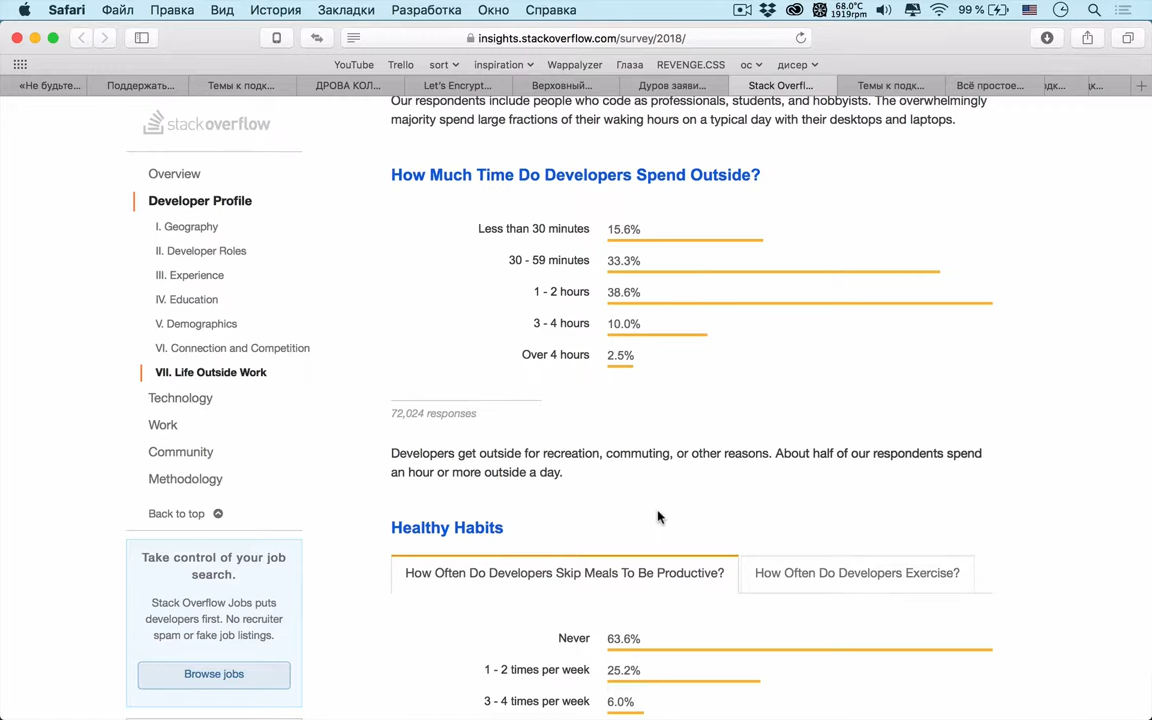 Safari Файл Правка Вид История Закладки Разработка Окно Справка 68.0°C 1919rpm 99 %
insights.stackoverflow.com/survey/2018/
YouTube Trello sort inspiration Wappalyzer Глаза REVENGE.CSS ос дисер
«Не будьте... Поддержать... Темы к подк... ДРОВА КОЛ... Let's Encrypt... Верховный... Дуров заяви... Stack Overfl... Темы к подк... Всё простое... одк... дк...
Our respondents include people who code as professionals, students, and hobbyists. The overwhelmingly
majority spend large fractions of their waking hours on a typical day with their desktops and laptops.
stackoverflow
Overview
Developer Profile
I. Geography
II. Developer Roles
III. Experience
IV. Education
V. Demographics
VI. Connection and Competition
VII. Life Outside Work
Technology
Work
Community
Methodology
Back to top
Take control of your job
search.
Stack Overflow Jobs puts
developers first. No recruiter
spam or fake job listings.
Browse jobs
How Much Time Do Developers Spend Outside?
Less than 30 minutes 15.6%
30 - 59 minutes 33.3%
1 - 2 hours 38.6%
3 - 4 hours 10.0%
Over 4 hours 2.5%
72,024 responses
Developers get outside for recreation, commuting, or other reasons. About half of our respondents spend
an hour or more outside a day.
Healthy Habits
How Often Do Developers Skip Meals To Be Productive? How Often Do Developers Exercise?
Never 63.6%
1 - 2 times per week 25.2%
3 - 4 times per week 6.0%